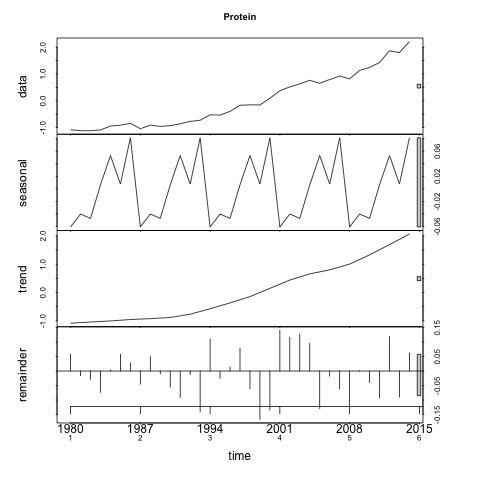 Protein
data
-1.0 0.0 1.0 2.0
seasonal
-0.06 -0.02 0.02 0.06
trend
-1.0 0.0 1.0 2.0
remainder
-0.15 -0.05 0.05 0.15
1980 1987 1994 2001 2008 2015
1 2 3 4 5 6
time